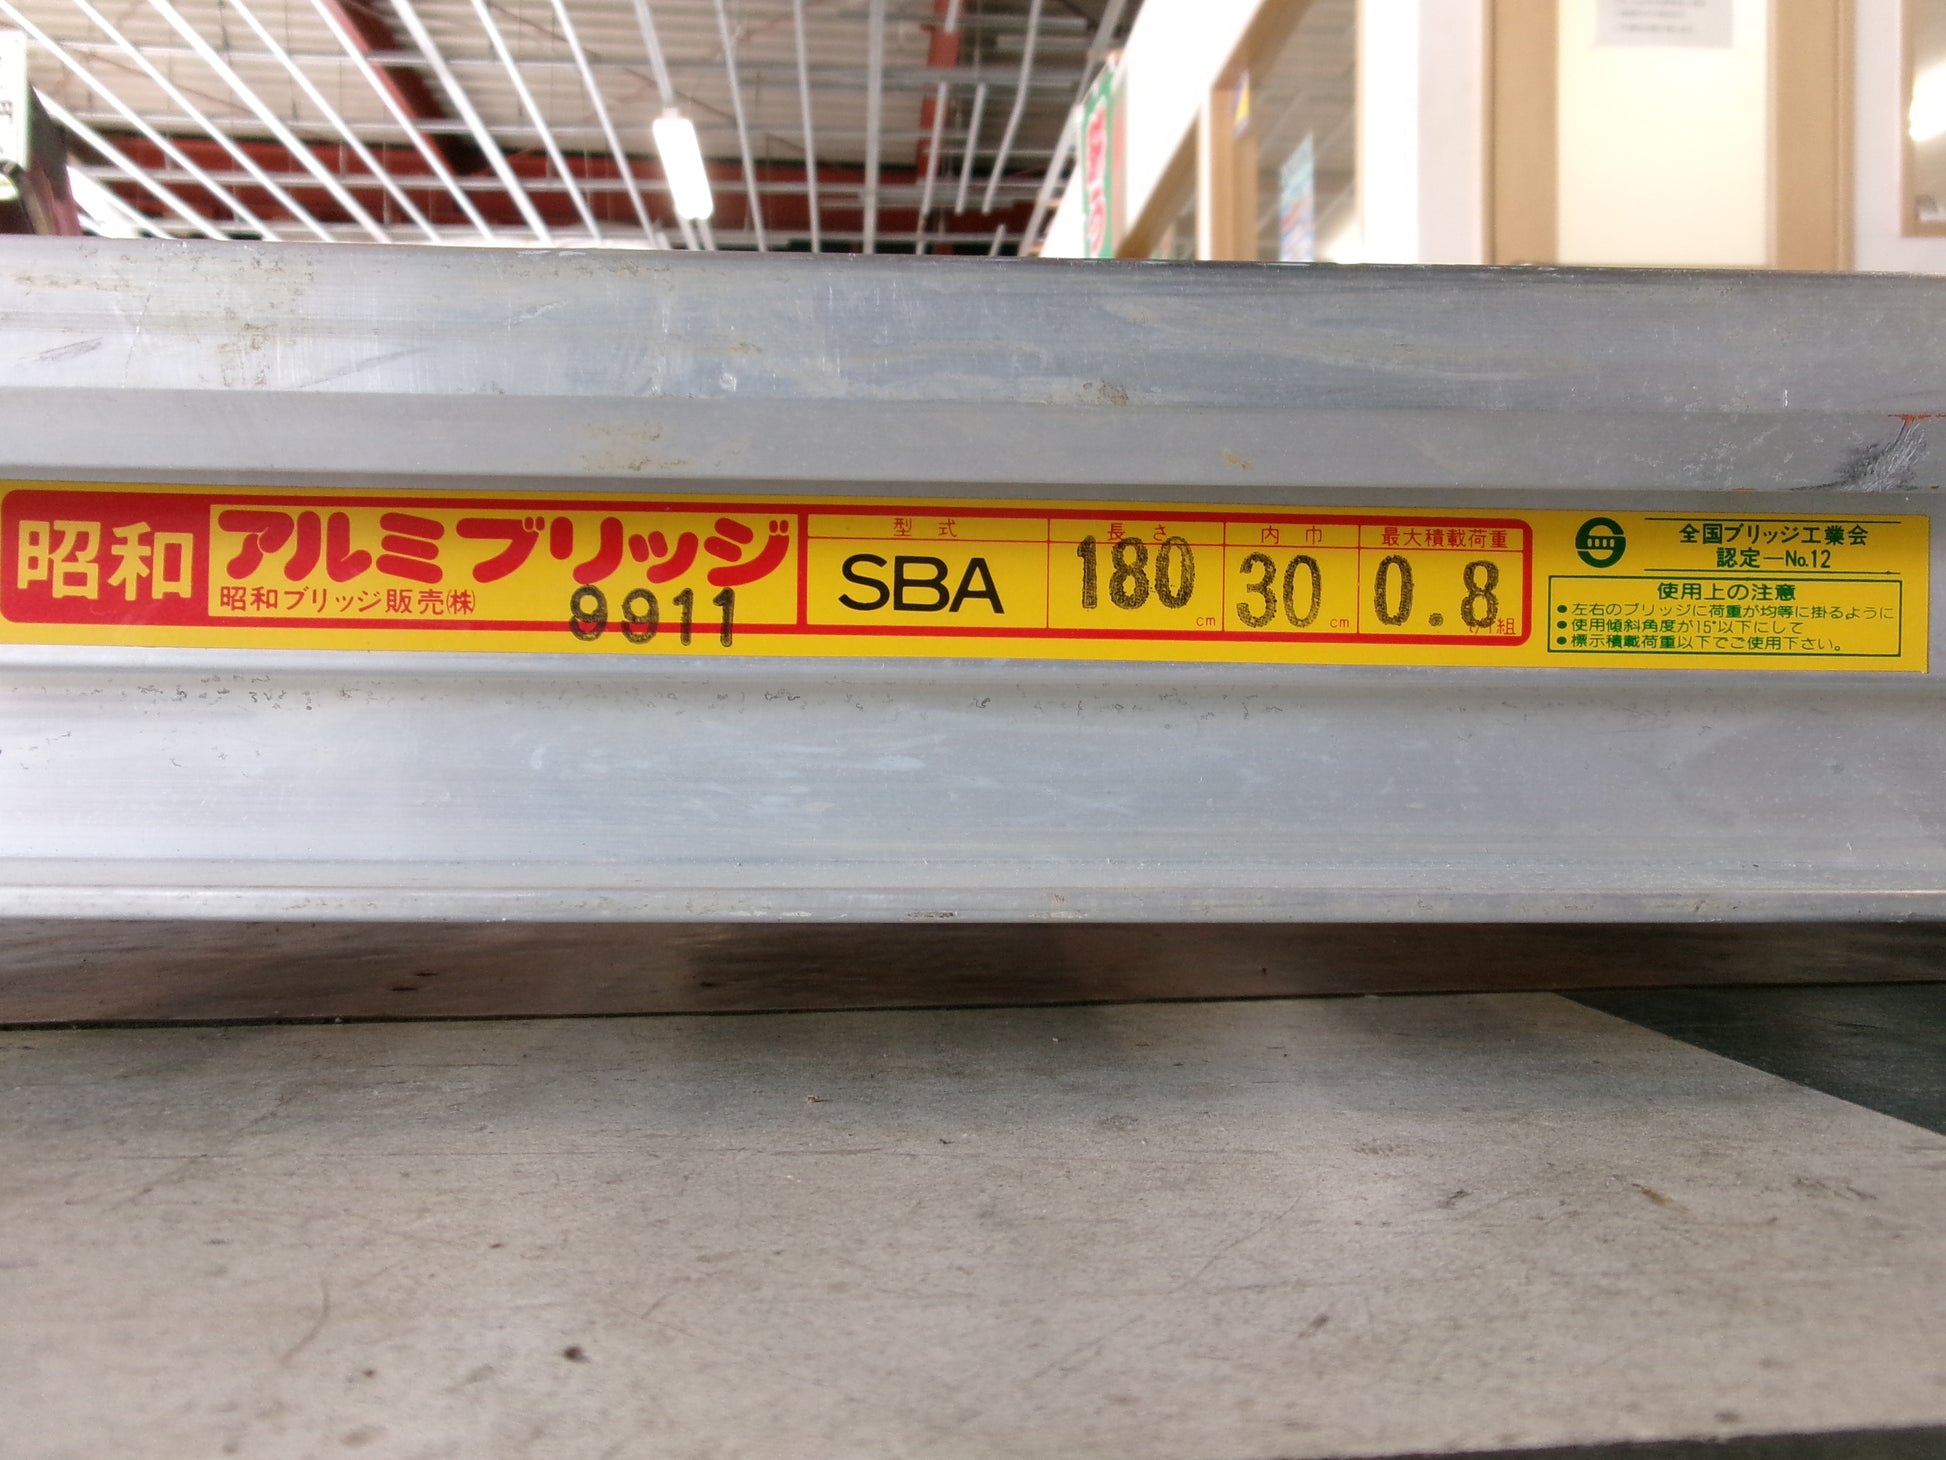 昭和
アルミブリッジ
昭和ブリッジ販売㈱
9911
型式
SBA
長さ
180
cm
内巾
30
cm
最大積載荷重
0.8
組
全国ブリッジ工業会
認定―No.12
使用上の注意
●左右のブリッジに荷重が均等に掛るように
●使用傾斜角度が15°以下にして
●標示積載荷重以下でご使用下さい。